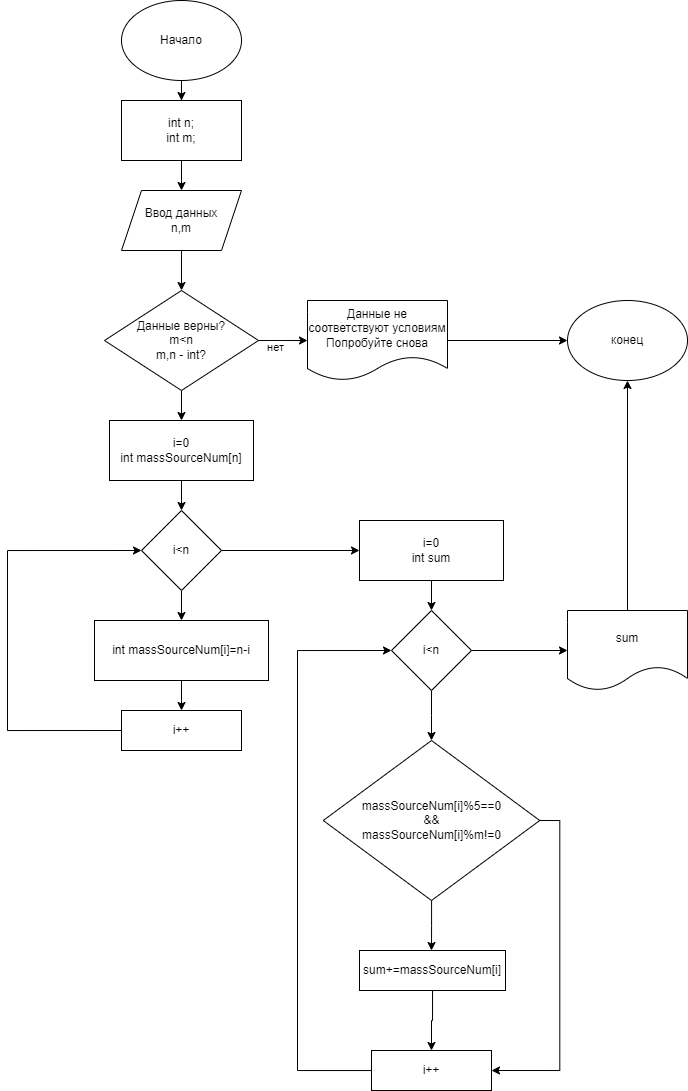 Начало
int n;
int m;
Ввод данных
n,m
Данные верны?
m<n
m,n - int?
нет
Данные не
соответствуют условиям
Попробуйте снова
конец
i=0
int massSourceNum[n]
i<n
int massSourceNum[i]=n-i
i++
i=0
int sum
i<n
sum
massSourceNum[i]%5==0
&&
massSourceNum[i]%m!=0
sum+=massSourceNum[i]
i++